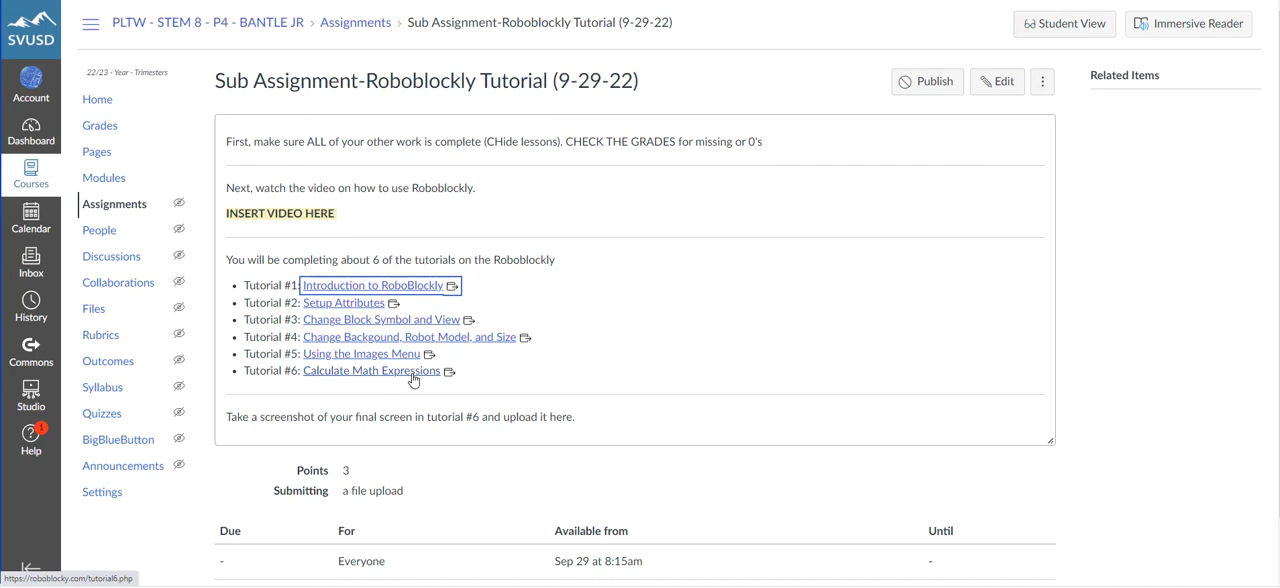 SVUSD
PLTW - STEM 8 - P4 - BANTLE JR › Assignments › Sub Assignment-Roboblockly Tutorial (9-29-22)
Student View
Immersive Reader
Account
Dashboard
Courses
Calendar
Inbox
History
Commons
Studio
1
Help
22/23 - Year - Trimesters
Home
Grades
Pages
Modules
Assignments
People
Discussions
Collaborations
Files
Rubrics
Outcomes
Syllabus
Quizzes
BigBlueButton
Announcements
Settings
Sub Assignment-Roboblockly Tutorial (9-29-22)
Publish
Edit
Related Items
First, make sure ALL of your other work is complete (CHide lessons). CHECK THE GRADES for missing or 0's
Next, watch the video on how to use Roboblockly.
INSERT VIDEO HERE
You will be completing about 6 of the tutorials on the Roboblockly
• Tutorial #1: Introduction to RoboBlockly
• Tutorial #2: Setup Attributes
• Tutorial #3: Change Block Symbol and View
• Tutorial #4: Change Backgound, Robot Model, and Size
• Tutorial #5: Using the Images Menu
• Tutorial #6: Calculate Math Expressions
Take a screenshot of your final screen in tutorial #6 and upload it here.
Points 3
Submitting a file upload
Due For Available from Until
- Everyone Sep 29 at 8:15am -
https://roboblocky.com/tutorial6.php